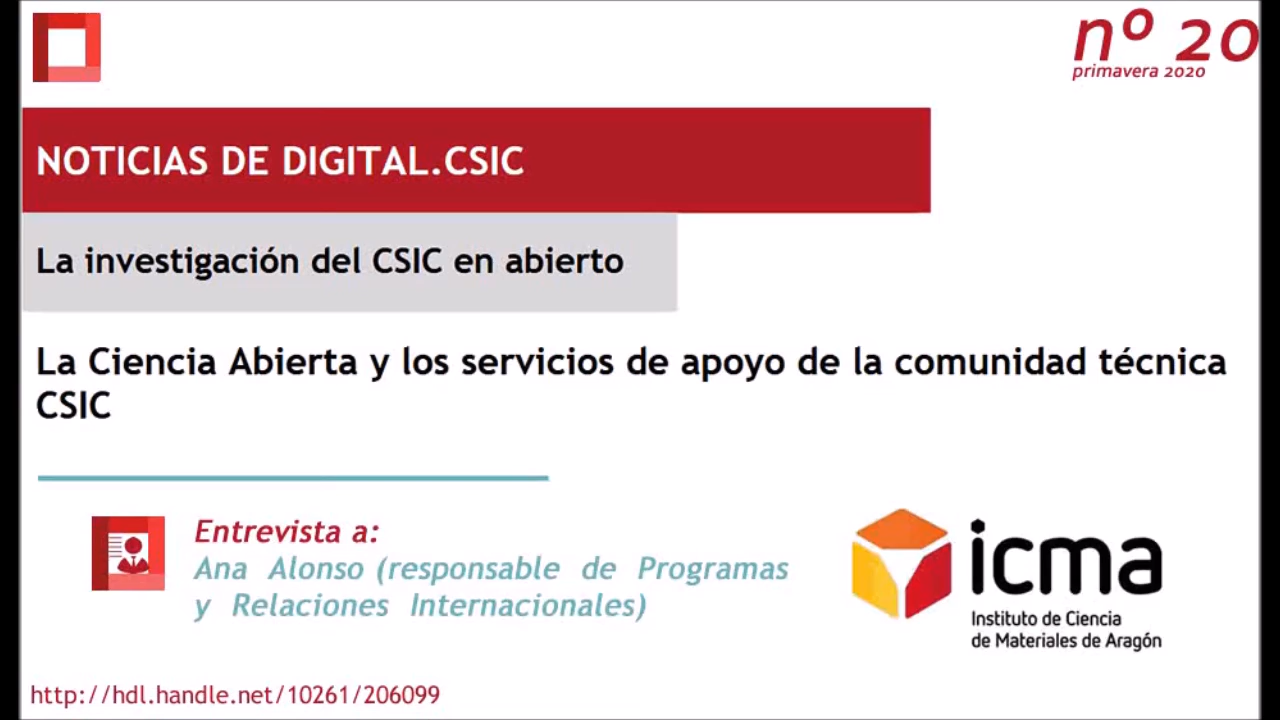 nº 20
primavera 2020
NOTICIAS DE DIGITAL.CSIC
La investigación del CSIC en abierto
La Ciencia Abierta y los servicios de apoyo de la comunidad técnica
CSIC
Entrevista a:
Ana Alonso (responsable de Programas
y Relaciones Internacionales)
icma
Instituto de Ciencia
de Materiales de Aragón
http://hdl.handle.net/10261/206099